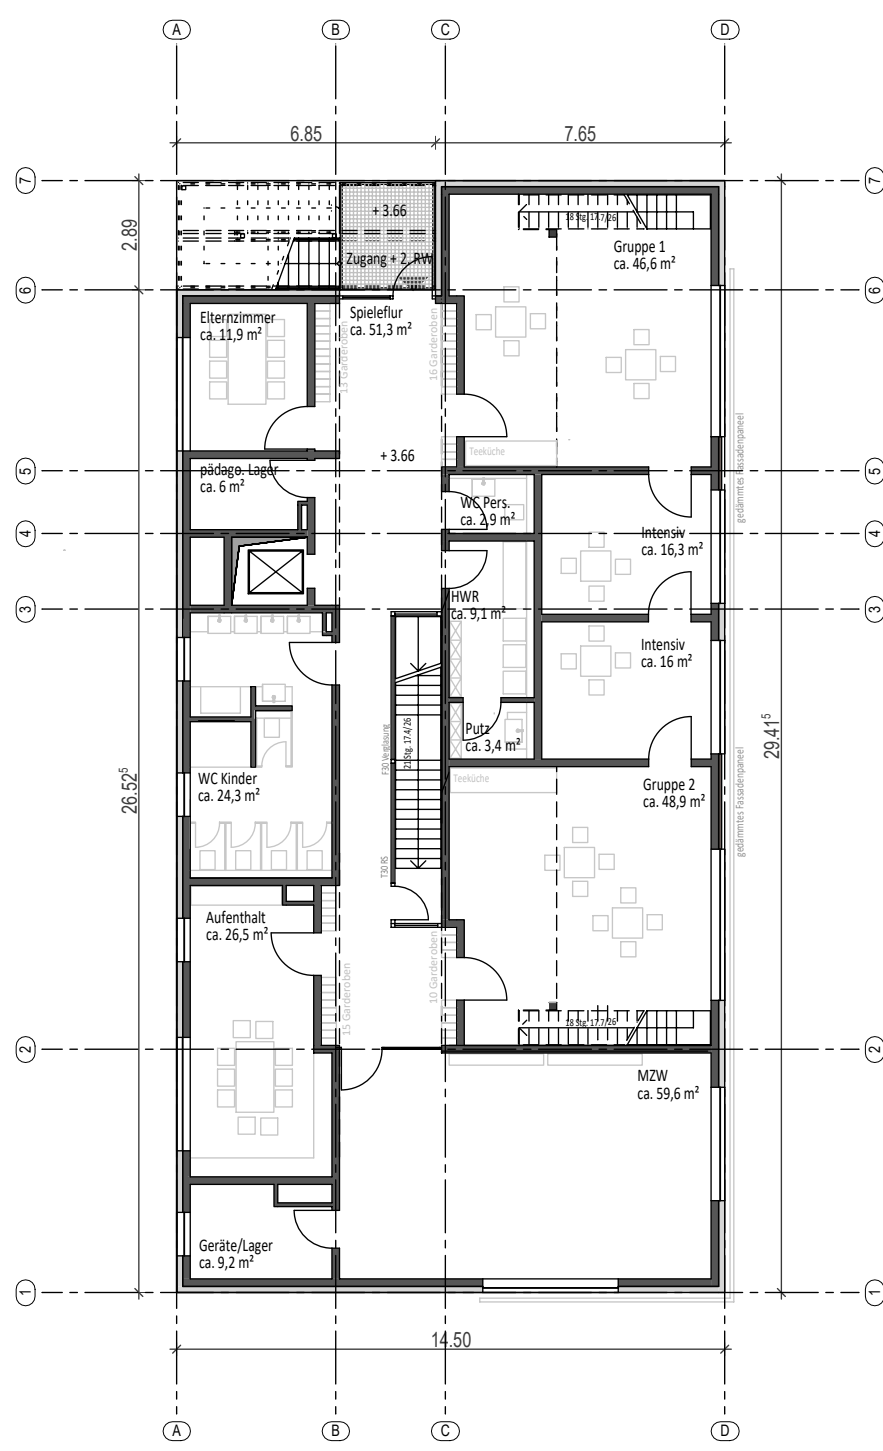 A
B
C
D
6.85
7.65
7
7
+ 3.66
18 Stg. 17.7/26
2.89
Gruppe 1
ca. 46,6 m²
Zugang + 2. RW
6
6
Elternzimmer
ca. 11,9 m²
Spieleflur
ca. 51,3 m²
13 Garderoben
16 Garderoben
gedämmtes Fassadenpaneel
+ 3.66
Teeküche
5
5
pädago. Lager
ca. 6 m²
WC Pers.
ca. 2,9 m²
4
4
Intensiv
ca. 16,3 m²
HWR
ca. 9,1 m²
3
3
Intensiv
ca. 16 m²
F30 Verglasung
21 Stg. 17.4/26
Putz
ca. 3,4 m²
29.41⁵
26.52⁵
WC Kinder
ca. 24,3 m²
Teeküche
Gruppe 2
ca. 48,9 m²
gedämmtes Fassadenpaneel
T30 RS
Aufenthalt
ca. 26,5 m²
15 Garderoben
10 Garderoben
18 Stg. 17.7/26
2
2
MZW
ca. 59,6 m²
Geräte/Lager
ca. 9,2 m²
1
1
14.50
A
B
C
D